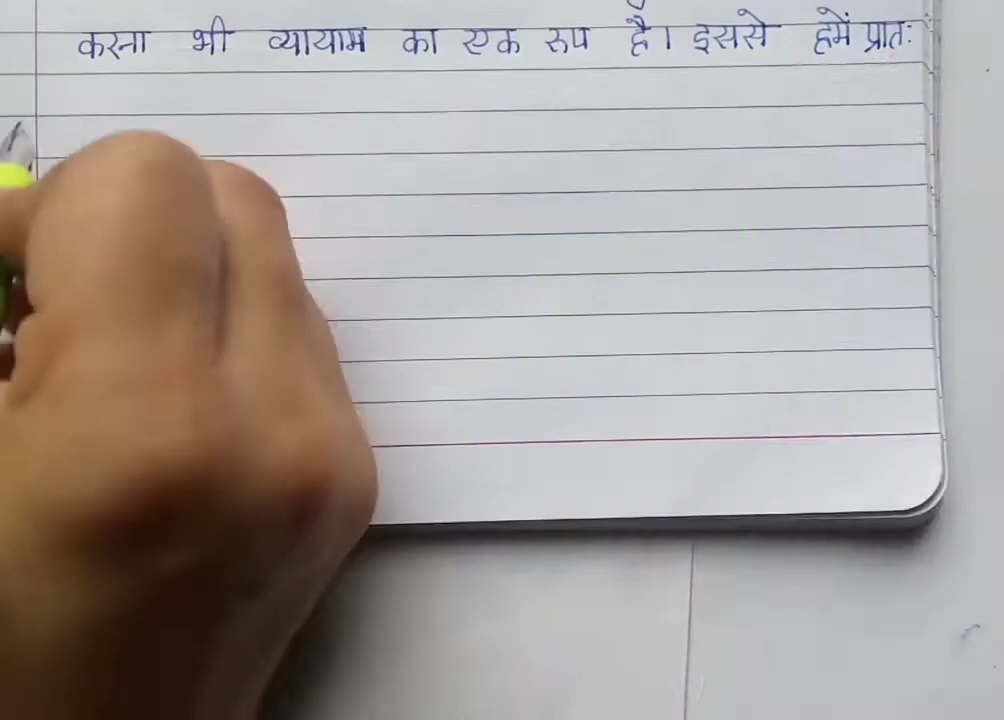 करना भी व्यायाम का एक रूप है। इससे हमें प्रातः